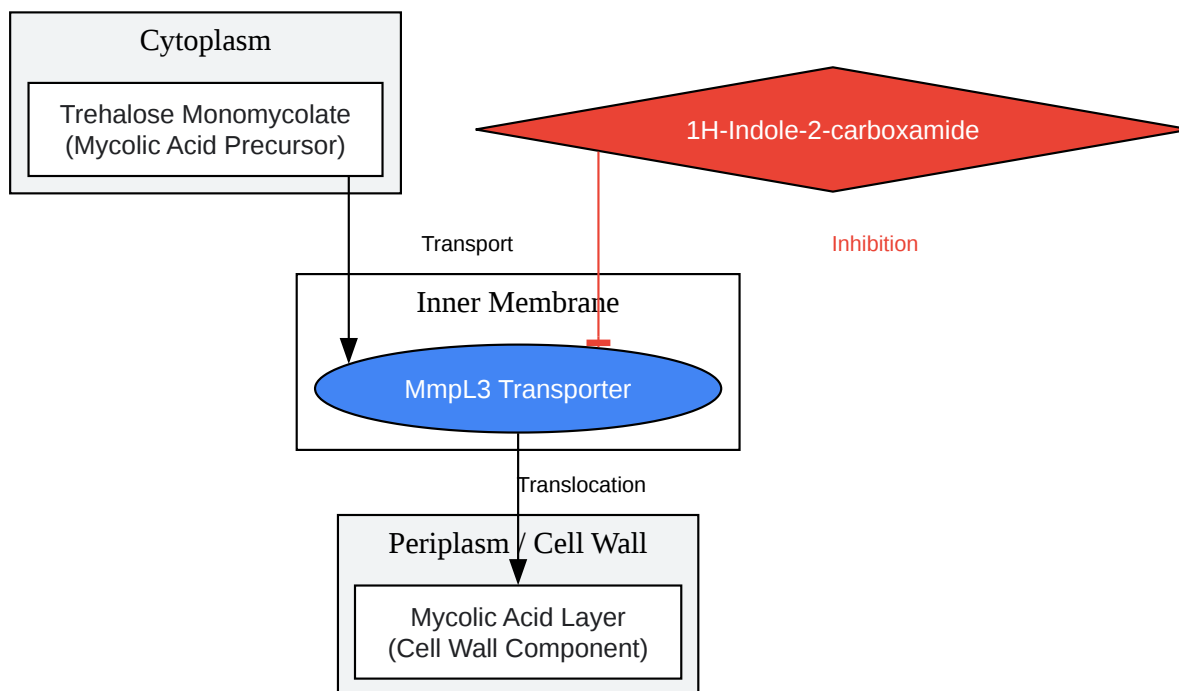 Cytoplasm
Trehalose Monomycolate
(Mycolic Acid Precursor)
1H-Indole-2-carboxamide
Transport
Inhibition
Inner Membrane
MmpL3 Transporter
Translocation
Periplasm / Cell Wall
Mycolic Acid Layer
(Cell Wall Component)